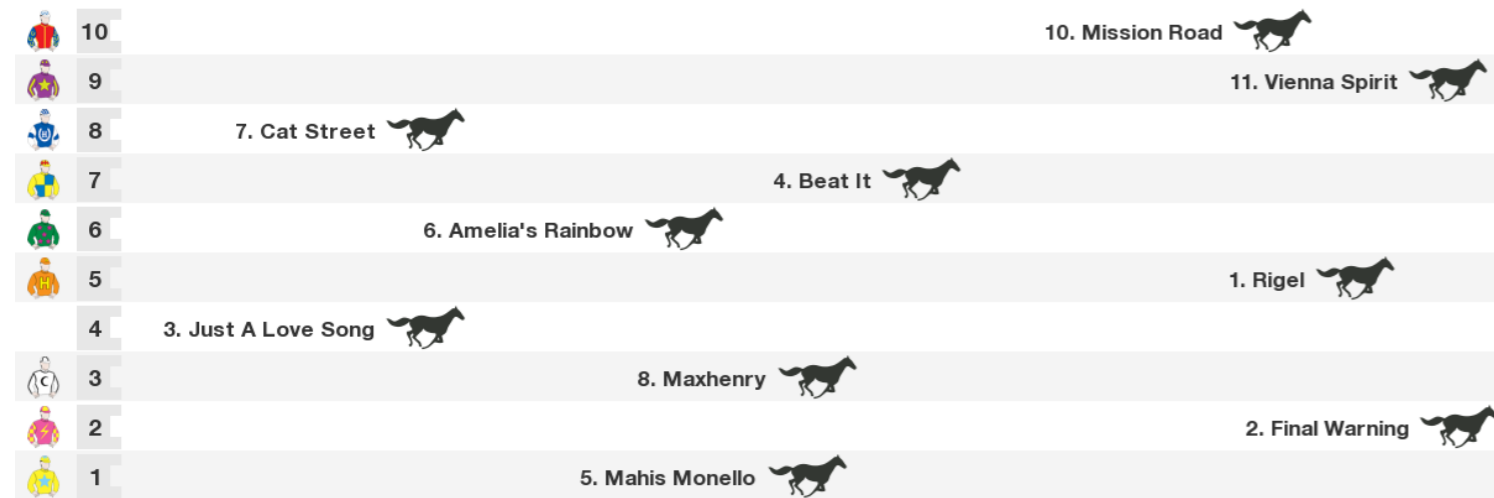 10 10. Mission Road
9 11. Vienna Spirit
8 7. Cat Street
7 4. Beat It
6 6. Amelia's Rainbow
H 5 1. Rigel
4 3. Just A Love Song
C 3 8. Maxhenry
2 2. Final Warning
1 5. Mahis Monello